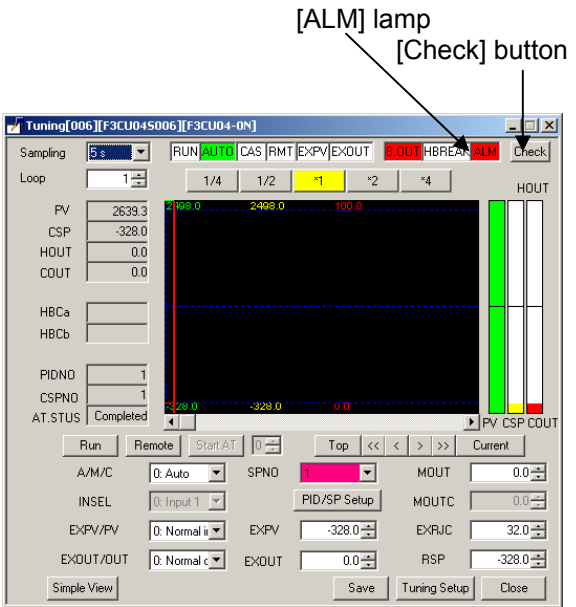 [ALM] lamp
[Check] button
Tuning[006][F3CU04S006][F3CU04-0N]
Sampling 5 s RUN AUTO CAS RMT EXPV EXOUT B.OUT HBREAK ALM Check
Loop 1 1/4 1/2 *1 *2 *4 HOUT
2498.0 2498.0 100.0
PV 2639.3
CSP -328.0
HOUT 0.0
COUT 0.0
HBCa
HBCb
PIDNO 1
CSPNO 1
-328.0 -328.0 0.0
AT.STUS Completed PV CSP COUT
Run Remote Start AT 0 Top << < > >> Current
A/M/C 0: Auto SPNO 1 MOUT 0.0
INSEL 0: Input 1 PID/SP Setup MOUTC 0.0
EXPV/PV 0: Normal i EXPV -328.0 EXRJC 32.0
EXOUT/OUT 0: Normal c EXOUT 0.0 RSP -328.0
Simple View Save Tuning Setup Close